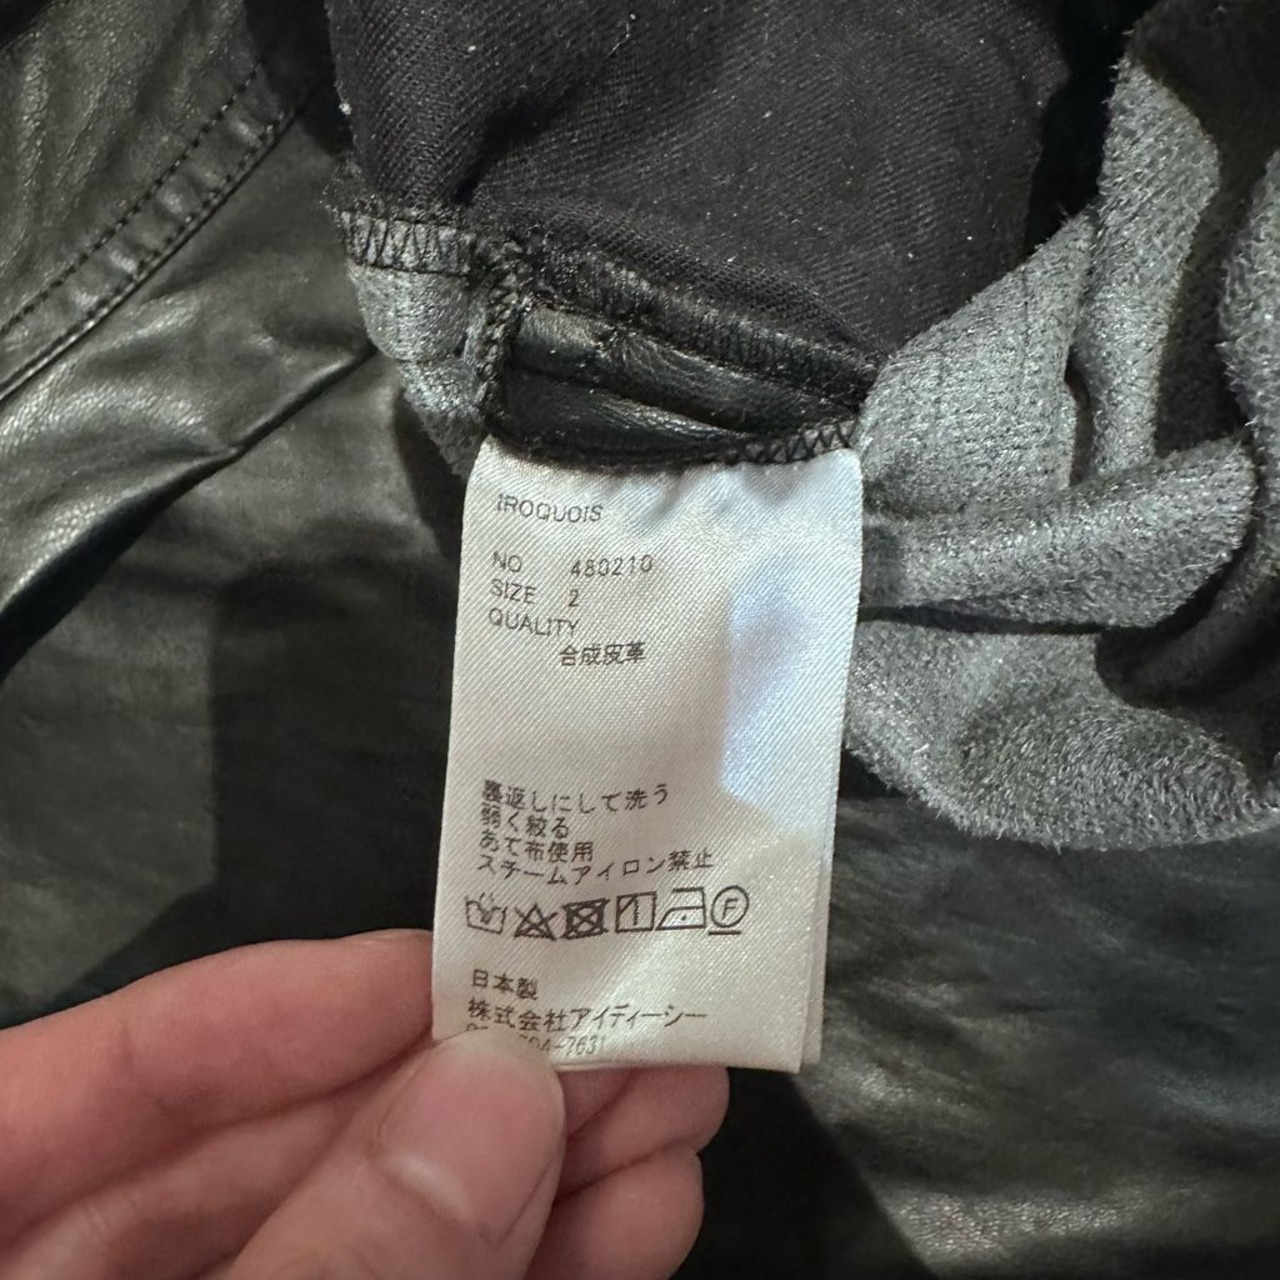 IROQUOIS
NO 480210
SIZE 2
QUALITY
合成皮革
裏返しにして洗う
弱く絞る
あて布使用
スチームアイロン禁止
F
日本製
株式会社アイディーシー
-7631